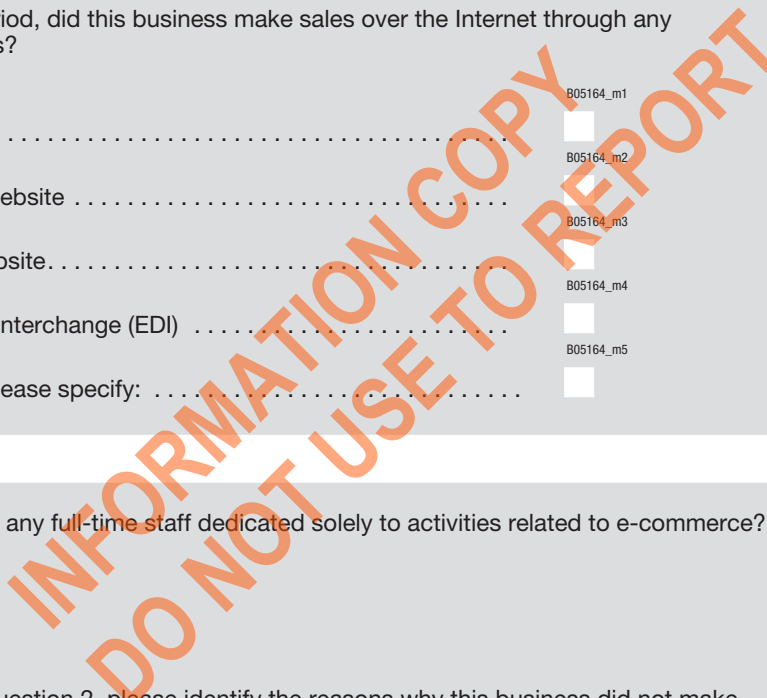 riod, did this business make sales over the Internet through any
s?
B05164_m1
. . . . . . . . . . . . . . . . . . . . . . . . . . . . . . . . . . . . . .
B05164_m2
ebsite . . . . . . . . . . . . . . . . . . . . . . . . . . . . . . . . .
B05164_m3
bsite. . . . . . . . . . . . . . . . . . . . . . . . . . . . . . . . . . .
B05164_m4
nterchange (EDI) . . . . . . . . . . . . . . . . . . . . . . . .
B05164_m5
ease specify: . . . . . . . . . . . . . . . . . . . . . . . . . . . .
any full-time staff dedicated solely to activities related to e-commerce?
uestion 2, please identify the reasons why this business did not make
INFORMATION COPY
DO NOT USE TO REPORT